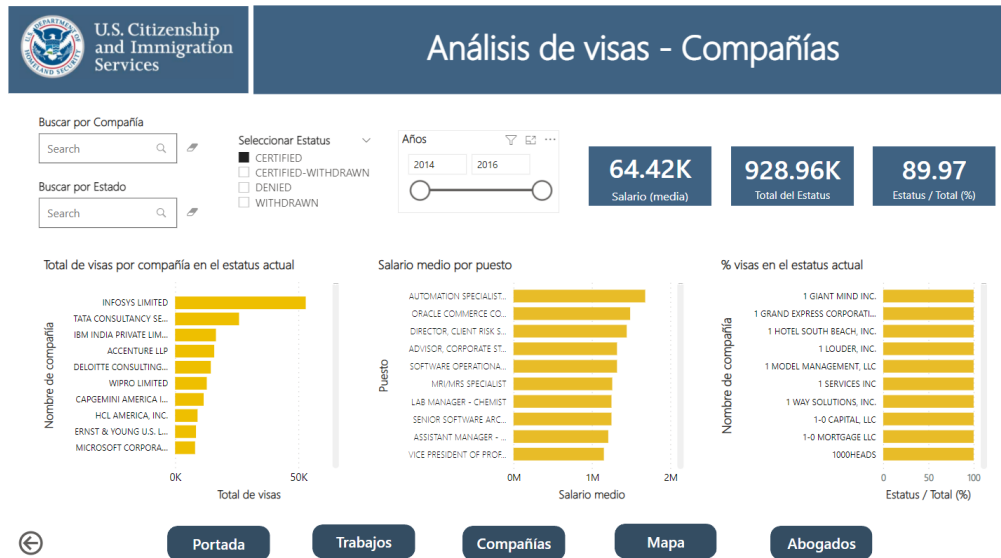 U.S. DEPARTMENT OF
HOMELAND SECURITY
U.S. Citizenship
and Immigration
Services
Análisis de visas - Compañías
Buscar por Compañía
Search
Buscar por Estado
Search
Seleccionar Estatus
CERTIFIED
CERTIFIED-WITHDRAWN
DENIED
WITHDRAWN
Años
2014
2016
64.42K
Salario (media)
928.96K
Total del Estatus
89.97
Estatus / Total (%)
Total de visas por compañía en el estatus actual
Nombre de compañía
INFOSYS LIMITED
TATA CONSULTANCY SE...
IBM INDIA PRIVATE LIM...
ACCENTURE LLP
DELOITTE CONSULTING...
WIPRO LIMITED
CAPGEMINI AMERICA I...
HCL AMERICA, INC.
ERNST & YOUNG U.S. L...
MICROSOFT CORPORA...
0K
50K
Total de visas
Salario medio por puesto
Puesto
AUTOMATION SPECIALIST...
ORACLE COMMERCE CO...
DIRECTOR, CLIENT RISK S...
ADVISOR, CORPORATE ST...
SOFTWARE OPERATIONA...
MRI/MRS SPECIALIST
LAB MANAGER - CHEMIST
SENIOR SOFTWARE ARC...
ASSISTANT MANAGER - ...
VICE PRESIDENT OF PROF...
0M
1M
2M
Salario medio
% visas en el estatus actual
Nombre de compañía
1 GIANT MIND INC.
1 GRAND EXPRESS CORPORATI...
1 HOTEL SOUTH BEACH, INC.
1 LOUDER, INC.
1 MODEL MANAGEMENT, LLC
1 SERVICES INC
1 WAY SOLUTIONS, INC.
1-0 CAPITAL, LLC
1-0 MORTGAGE LLC
1000HEADS
0
50
100
Estatus / Total (%)
Portada
Trabajos
Compañías
Mapa
Abogados